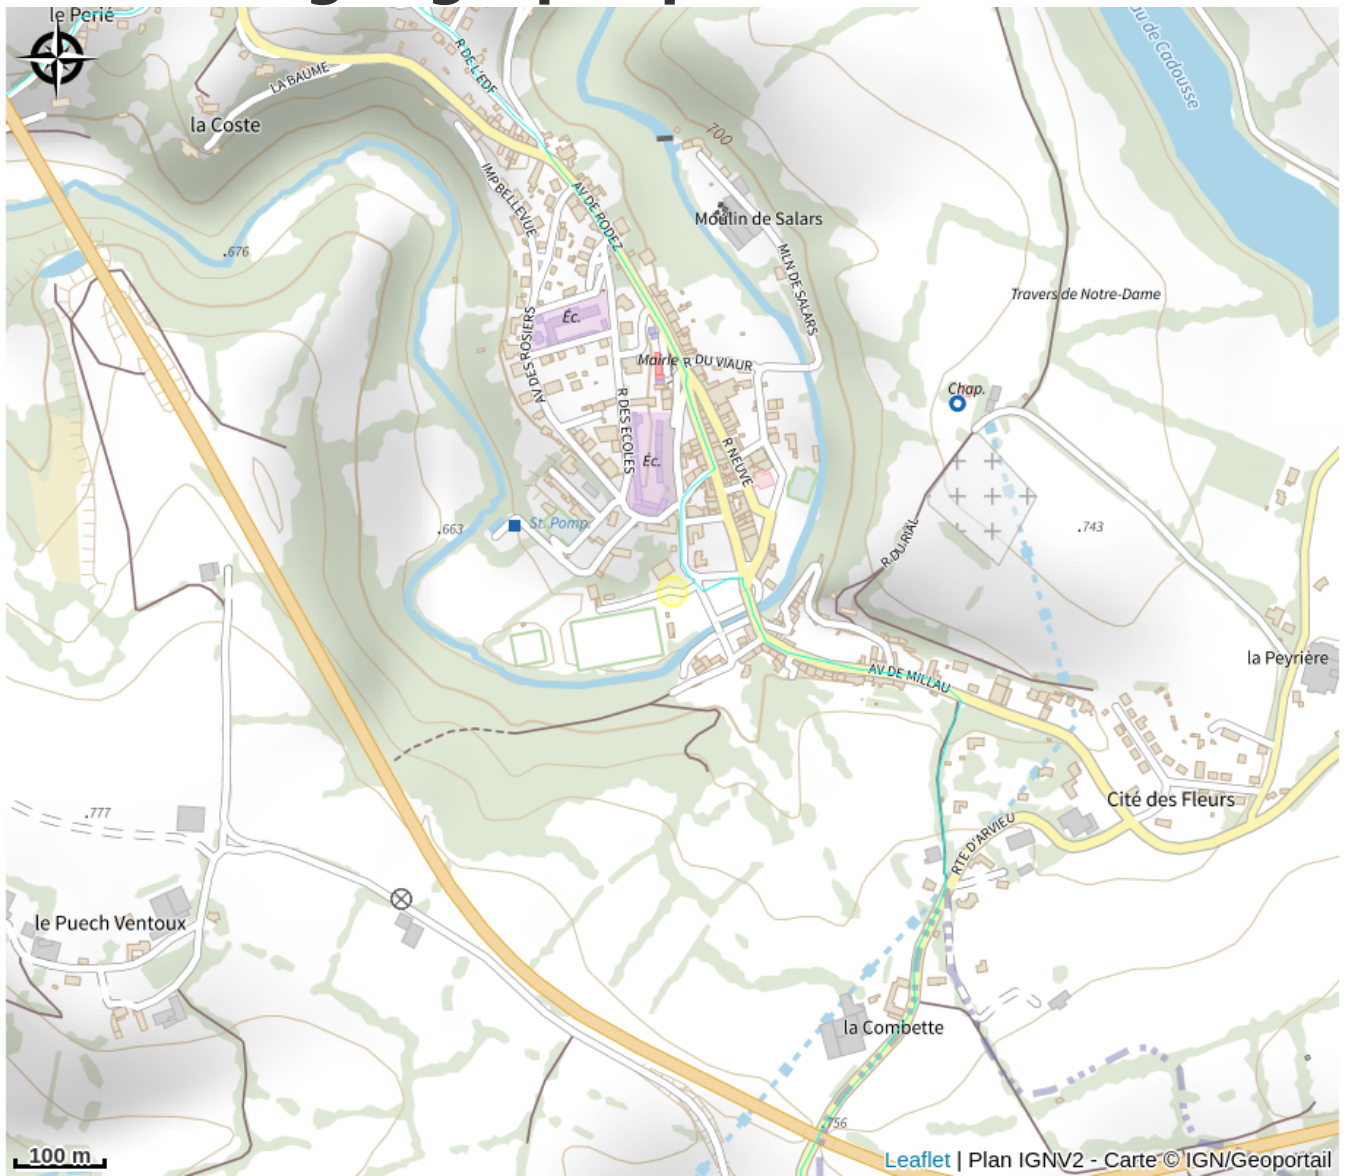 le Perié
R DE L'EDF
LA BAUME
la Coste
700
IMP BELLEVUE
AV DE RODEZ
Moulin de Salars
.676
MLN DE SALARS
Travers de Notre-Dame
Éc.
AV DES ROSIERS
Mairie
R DU VIAUR
Chap.
R DES ECOLES
R NEUVE
Éc.
St. Pomp.
.663
.743
R DU RIAL
la Peyrière
AV DE MILLAU
Cité des Fleurs
.777
RTE D'ARVIEU
le Puech Ventoux
la Combette
756
100 m
Leaflet | Plan IGNV2 - Carte © IGN/Geoportail